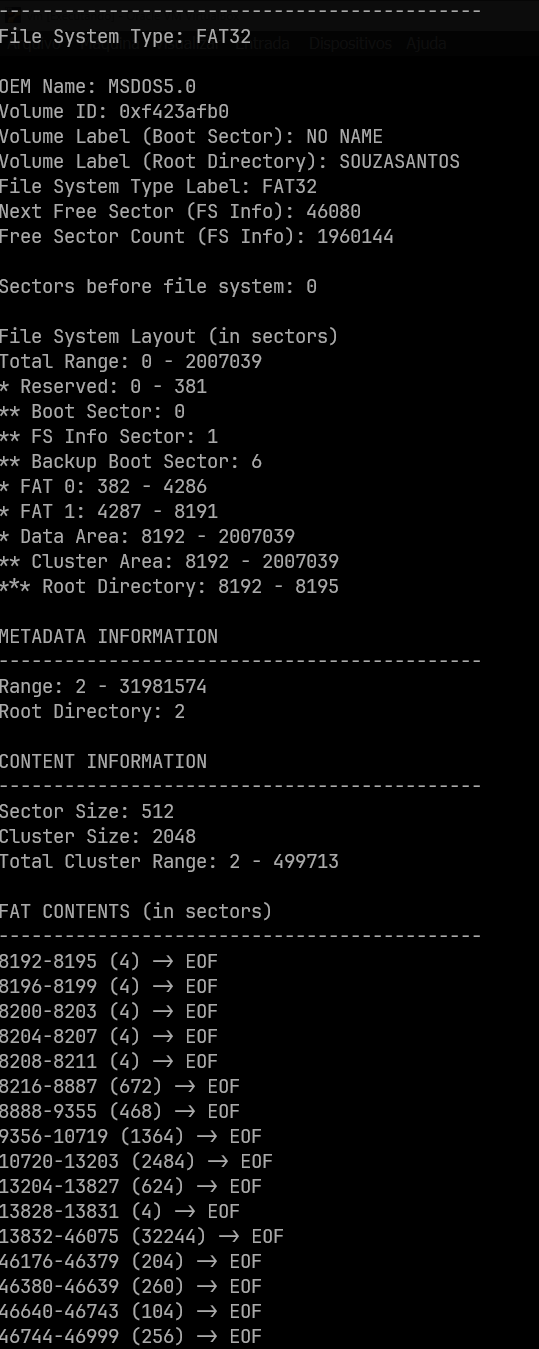 --------------------------------------------
File System Type: FAT32
Entrada Dispositivos Ajuda
OEM Name: MSDOS5.0
Volume ID: 0xf423afb0
Volume Label (Boot Sector): NO NAME
Volume Label (Root Directory): SOUZASANTOS
File System Type Label: FAT32
Next Free Sector (FS Info): 46080
Free Sector Count (FS Info): 1960144
Sectors before file system: 0
File System Layout (in sectors)
Total Range: 0 - 2007039
* Reserved: 0 - 381
** Boot Sector: 0
** FS Info Sector: 1
** Backup Boot Sector: 6
* FAT 0: 382 - 4286
* FAT 1: 4287 - 8191
* Data Area: 8192 - 2007039
** Cluster Area: 8192 - 2007039
*** Root Directory: 8192 - 8195
METADATA INFORMATION
--------------------------------------------
Range: 2 - 31981574
Root Directory: 2
CONTENT INFORMATION
--------------------------------------------
Sector Size: 512
Cluster Size: 2048
Total Cluster Range: 2 - 499713
FAT CONTENTS (in sectors)
--------------------------------------------
8192-8195 (4) -> EOF
8196-8199 (4) -> EOF
8200-8203 (4) -> EOF
8204-8207 (4) -> EOF
8208-8211 (4) -> EOF
8216-8887 (672) -> EOF
8888-9355 (468) -> EOF
9356-10719 (1364) -> EOF
10720-13203 (2484) -> EOF
13204-13827 (624) -> EOF
13828-13831 (4) -> EOF
13832-46075 (32244) -> EOF
46176-46379 (204) -> EOF
46380-46639 (260) -> EOF
46640-46743 (104) -> EOF
46744-46999 (256) -> EOF